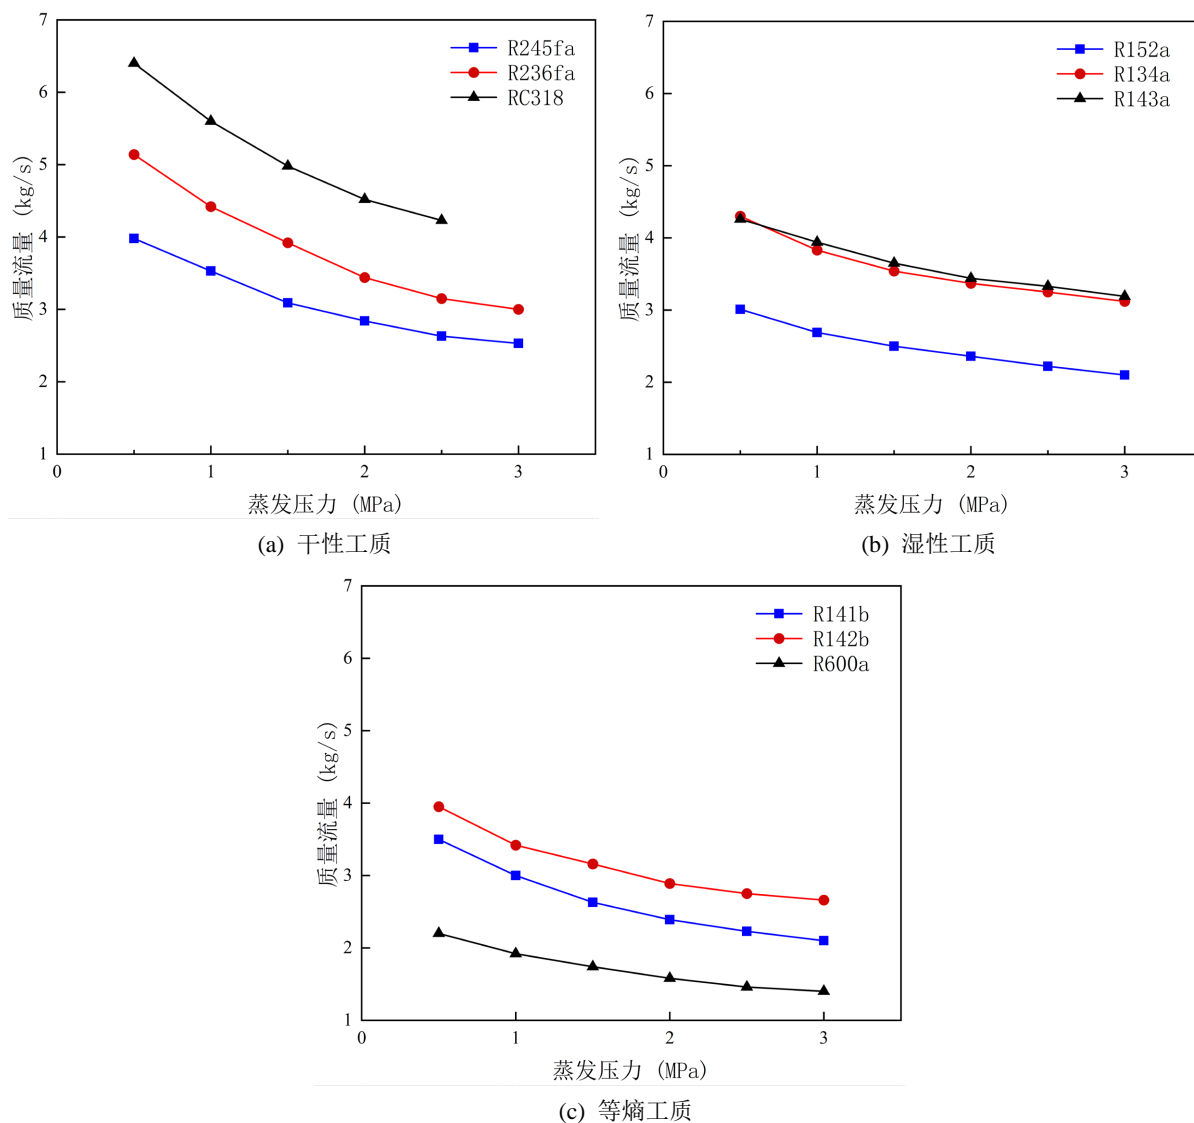 7
6
5
4
3
2
1
0
1
2
3
质量流量 (kg/s)
蒸发压力 (MPa)
R245fa
R236fa
RC318
(a) 干性工质
7
6
5
4
3
2
1
0
1
2
3
质量流量 (kg/s)
蒸发压力 (MPa)
R152a
R134a
R143a
(b) 湿性工质
7
6
5
4
3
2
1
0
1
2
3
质量流量 (kg/s)
蒸发压力 (MPa)
R141b
R142b
R600a
(c) 等熵工质